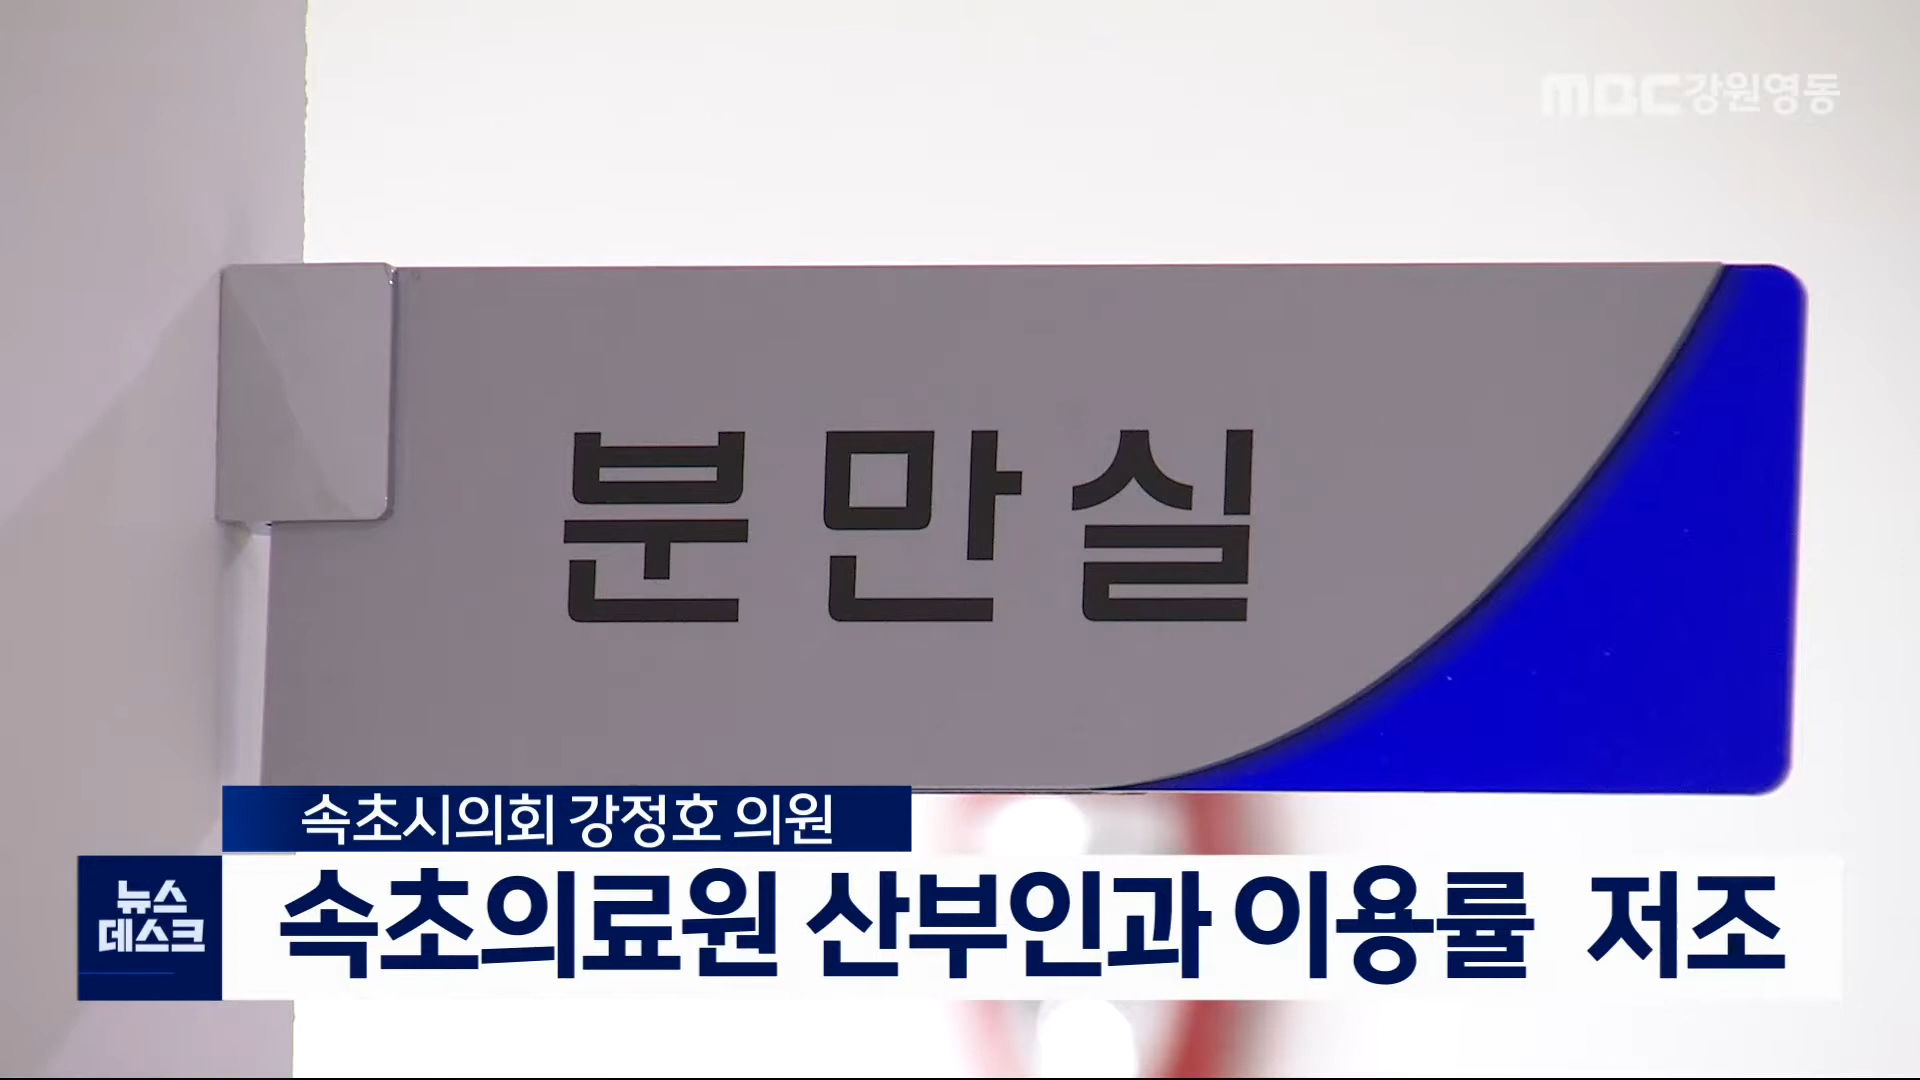 MBC강원영동
분만실
속초시의회 강정호 의원
뉴스
데스크
속초의료원 산부인과 이용률 저조